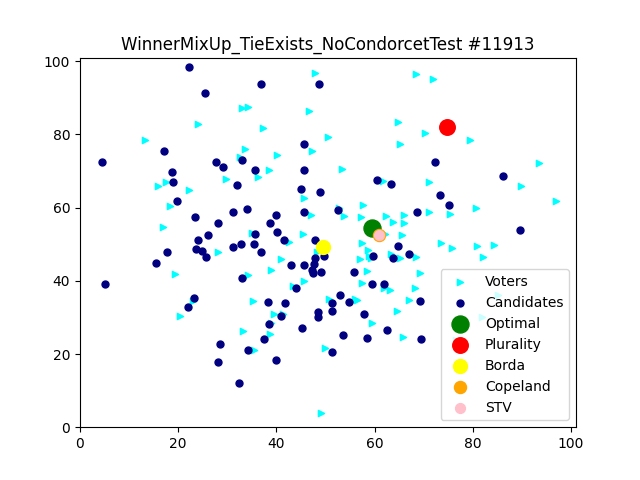 WinnerMixUp_TieExists_NoCondorcetTest #11913
100
80
60
40
20
0
0 20 40 60 80 100
Voters
Candidates
Optimal
Plurality
Borda
Copeland
STV